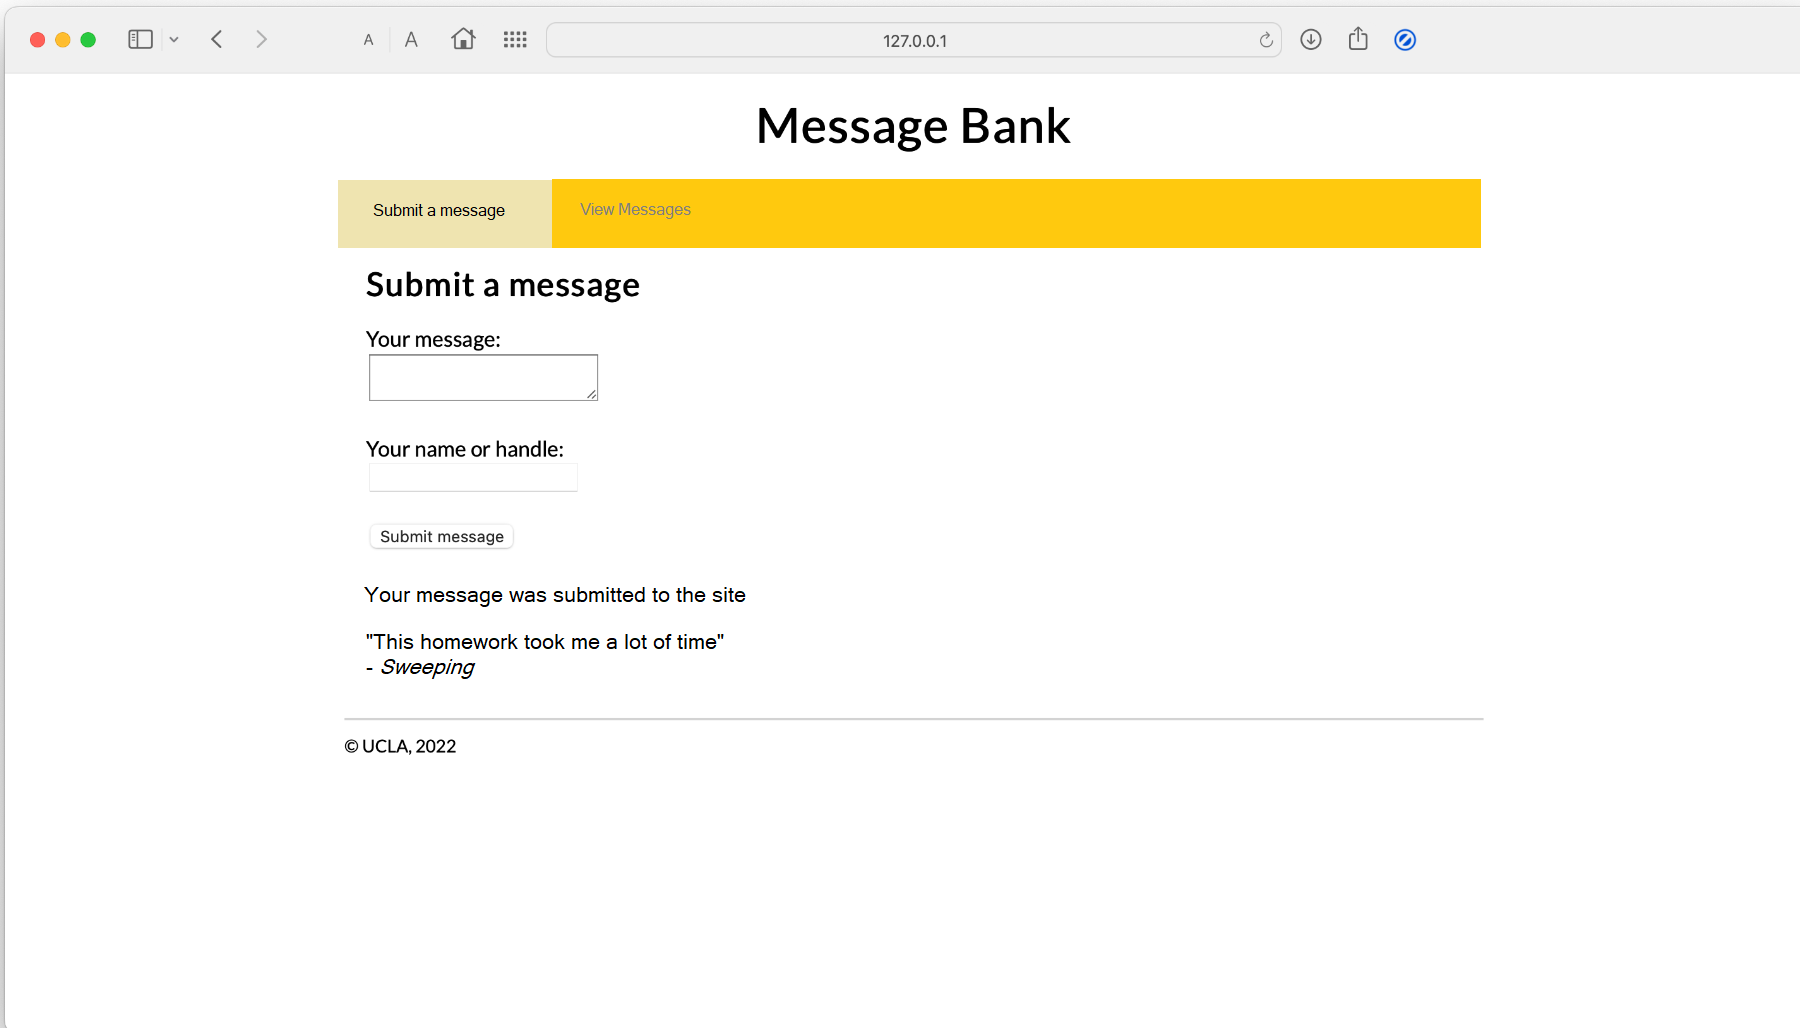 A A 127.0.0.1
Message Bank
Submit a message View Messages
Submit a message
Your message:
Your name or handle:
Submit message
Your message was submitted to the site
"This homework took me a lot of time"
- Sweeping
© UCLA, 2022